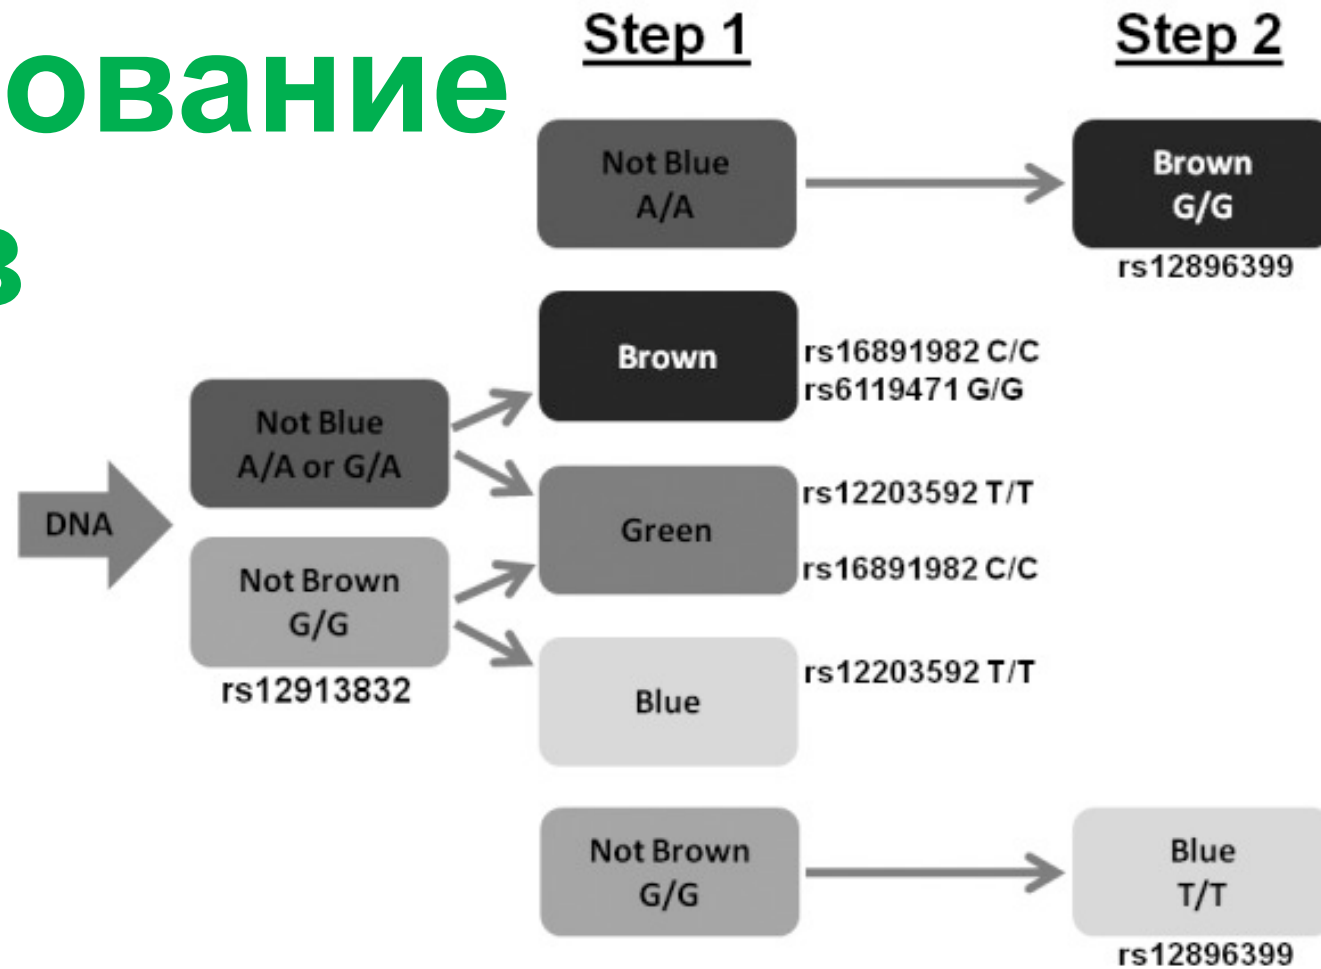 ование
в
Step 1
Step 2
Not Blue
A/A
Brown
G/G
rs12896399
Brown
rs16891982 C/C
rs6119471 G/G
Not Blue
A/A or G/A
DNA
Green
rs12203592 T/T
rs16891982 C/C
Not Brown
G/G
rs12913832
Blue
rs12203592 T/T
Not Brown
G/G
Blue
T/T
rs12896399